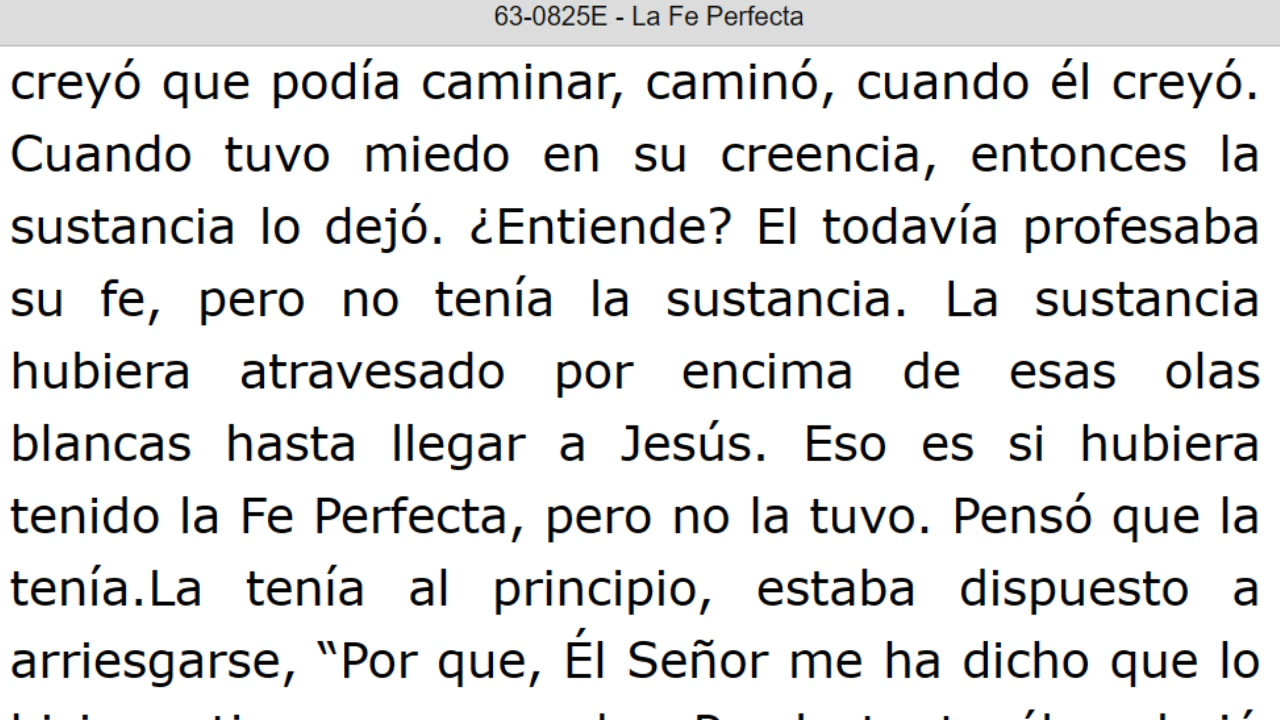 63-0825E - La Fe Perfecta
creyó que podía caminar, caminó, cuando él creyó.
Cuando tuvo miedo en su creencia, entonces la
sustancia lo dejó. ¿Entiende? El todavía profesaba
su fe, pero no tenía la sustancia. La sustancia
hubiera atravesado por encima de esas olas
blancas hasta llegar a Jesús. Eso es si hubiera
tenido la Fe Perfecta, pero no la tuvo. Pensó que la
tenía.La tenía al principio, estaba dispuesto a
arriesgarse, “Por que, Él Señor me ha dicho que lo